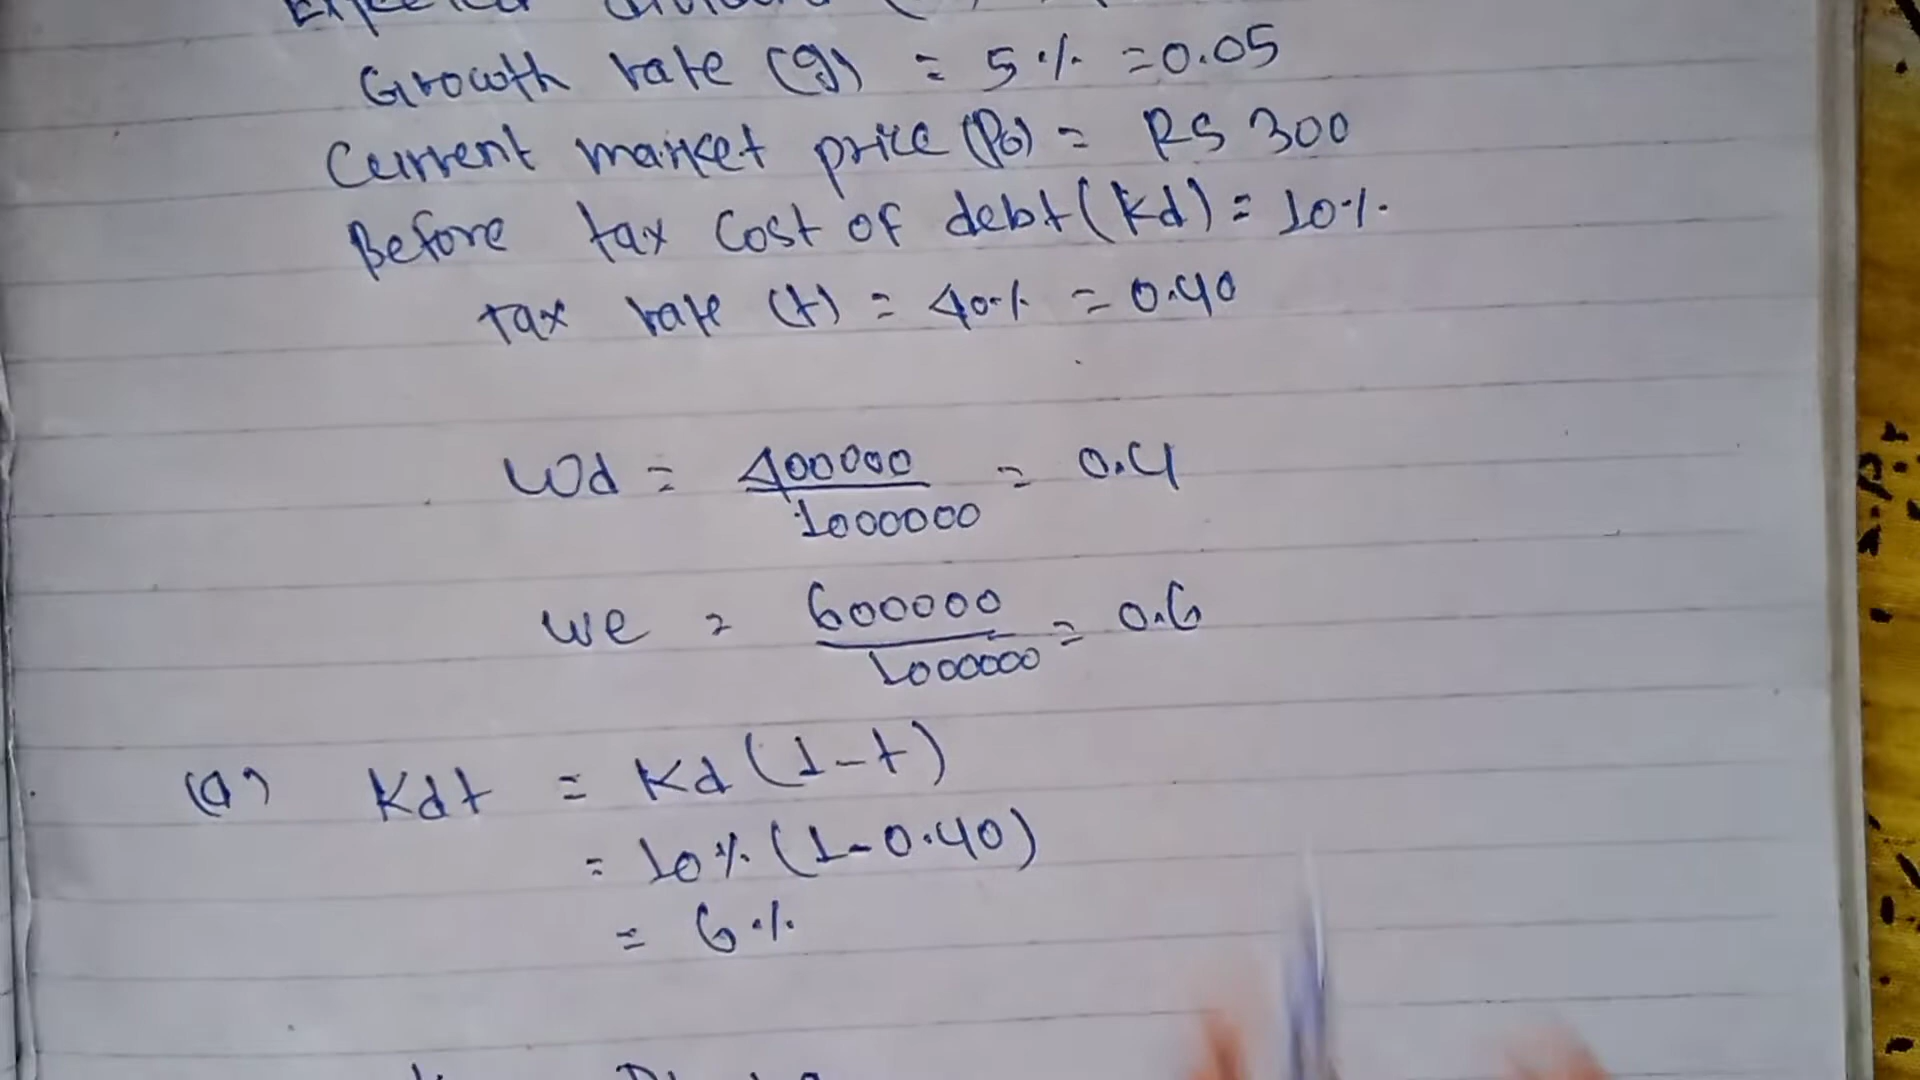 Expected dividend
Growth rate (g) = 5% = 0.05
Current market price (P0) = RS 300
Before tax cost of debt (Kd) = 10%
tax rate (t) = 40% = 0.40
Wd = 400000 / 1000000 = 0.4
we = 600000 / 1000000 = 0.6
(a) Kdt = Kd (1-t)
= 10% (1-0.40)
= 6%